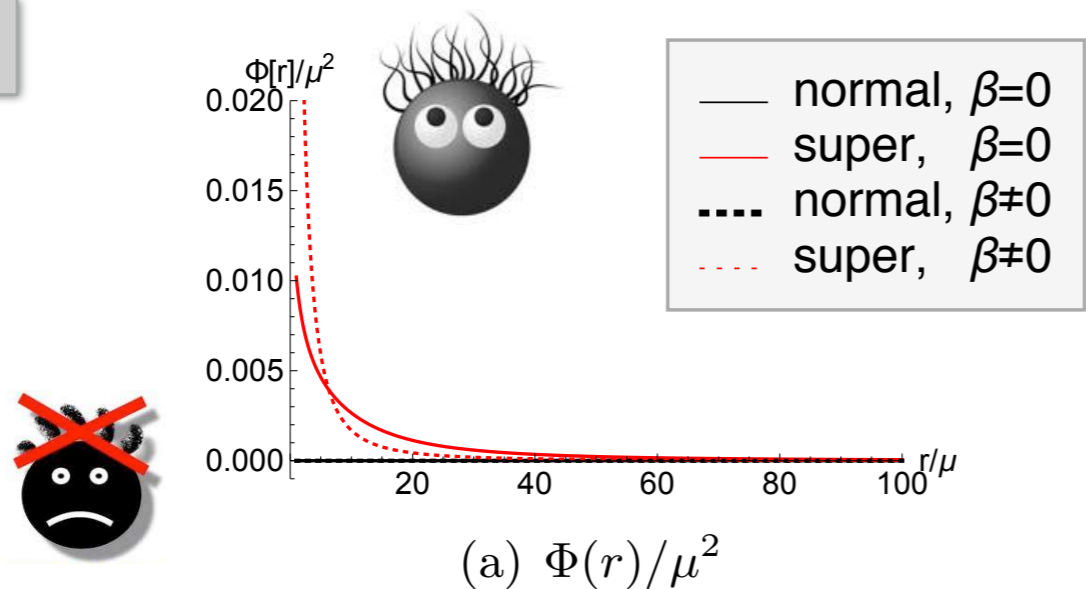 Φ[r]/μ²
0.020
0.015
0.010
0.005
0.000
20 40 60 80 100
r/μ
normal, β=0
super, β=0
normal, β≠0
super, β≠0
(a) Φ(r)/μ²